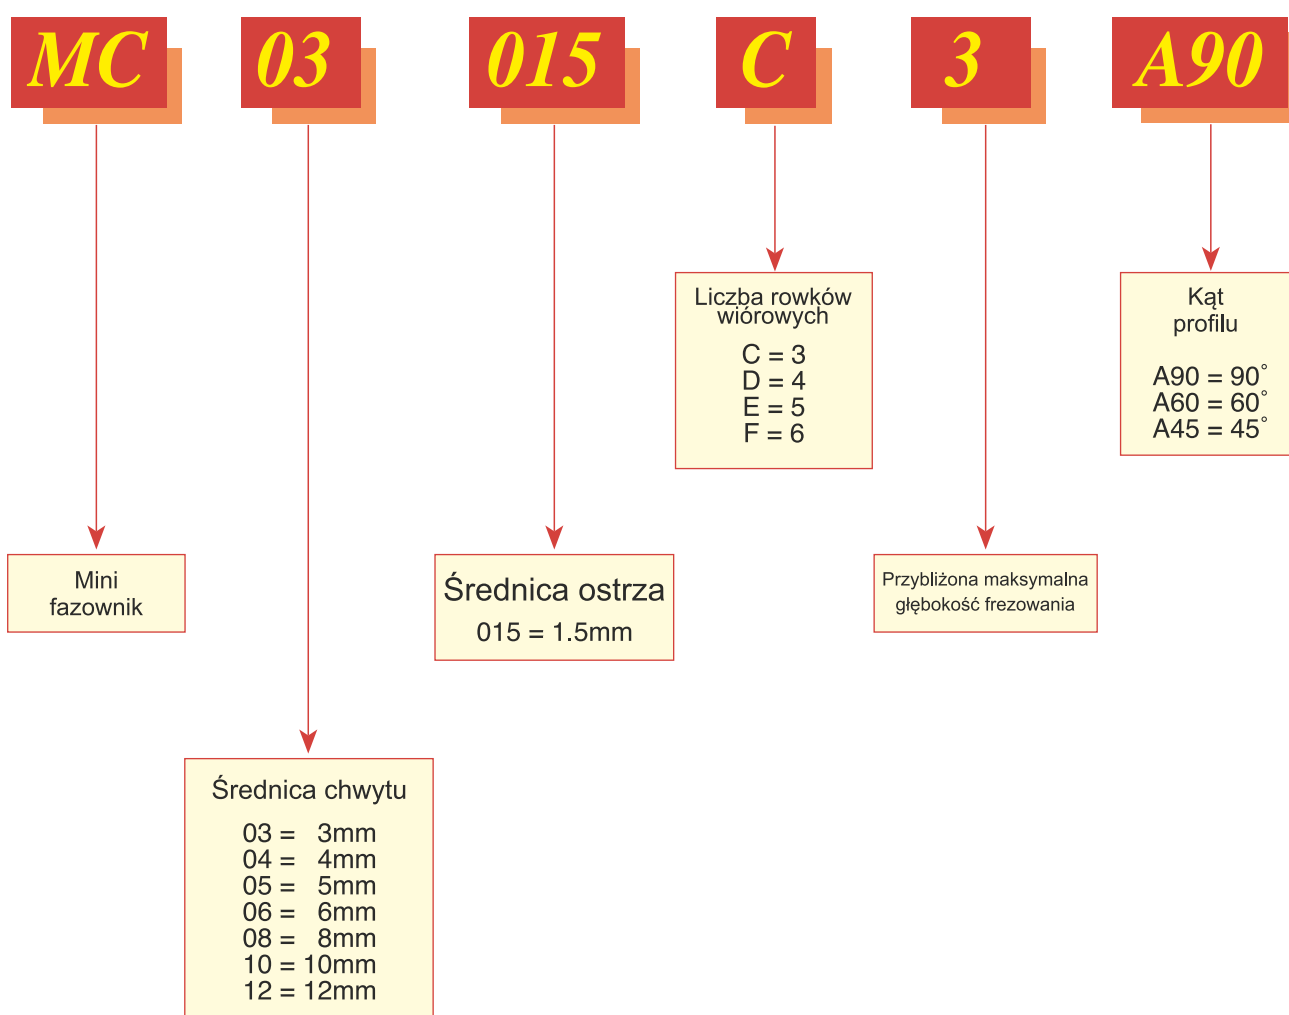 MC 03 015 C 3 A90
Liczba rowków
wiórowych
C = 3
D = 4
E = 5
F = 6
Kąt
profilu
A90 = 90°
A60 = 60°
A45 = 45°
Mini
fazownik
Średnica ostrza
015 = 1.5mm
Przybliżona maksymalna
głębokość frezowania
Średnica chwytu
03 = 3mm
04 = 4mm
05 = 5mm
06 = 6mm
08 = 8mm
10 = 10mm
12 = 12mm